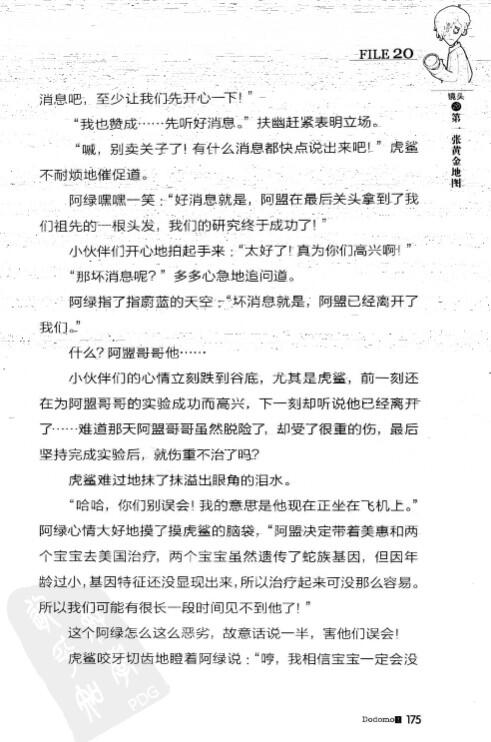 FILE 20
镜头
20
第一张黄金地图
消息吧，至少让我们先开心一下！”
“我也赞成……先听好消息。”扶幽赶紧表明立场。
“喊，别卖关子了！有什么消息都快点说出来吧！”虎鲨
不耐烦地催促道。
阿绿嘿嘿一笑：“好消息就是，阿盟在最后关头拿到了我
们祖先的一根头发，我们的研究终于成功了！”
小伙伴们开心地拍起手来：“太好了！真为你们高兴啊！”
“那坏消息呢？”多多心急地追问道。
阿绿指了指蔚蓝的天空：“坏消息就是，阿盟已经离开了
我们。”
什么？阿盟哥哥他……
小伙伴们的心情立刻跌到谷底，尤其是虎鲨，前一刻还
在为阿盟哥哥的实验成功而高兴，下一刻却听说他已经离开
了……难道那天阿盟哥哥虽然脱险了，却受了很重的伤，最后
坚持完成实验后，就伤重不治了吗？
虎鲨难过地抹了抹溢出眼角的泪水。
“哈哈，你们别误会！我的意思是他现在正坐在飞机上。”
阿绿心情大好地摸了摸虎鲨的脑袋，“阿盟决定带着美惠和两
个宝宝去美国治疗，两个宝宝虽然遗传了蛇族基因，但因年
龄过小，基因特征还没显现出来，所以治疗起来可没那么容易。
所以我们可能有很长一段时间见不到他了！”
这个阿绿怎么这么恶劣，故意话说一半，害他们误会！
虎鲨咬牙切齿地瞪着阿绿说：“哼，我相信宝宝一定会没
PDG
Dodomo 175